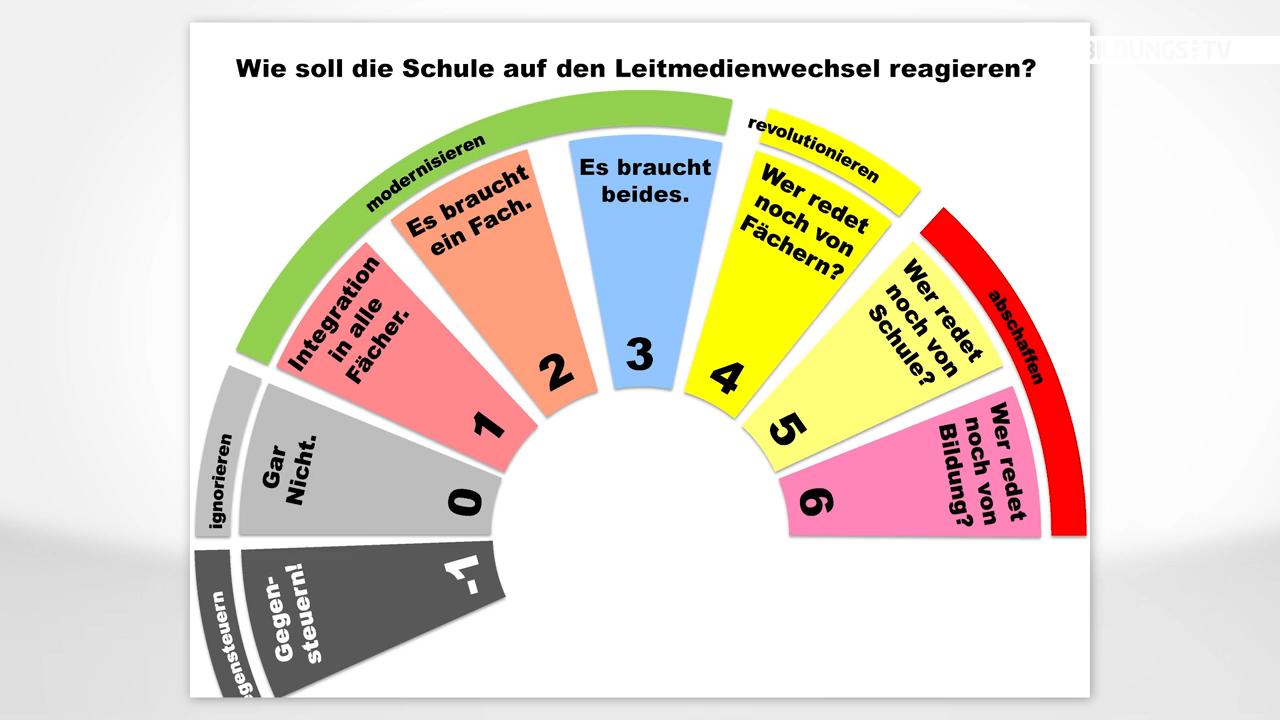 Wie soll die Schule auf den Leitmedienwechsel reagieren?
BILDUNGS TV
gensteuern
Gegen-
steuern!
-1
ignorieren
Gar
Nicht.
0
modernisieren
Integration
in alle
Fächer.
1
Es braucht
ein Fach.
2
Es braucht
beides.
3
revolutionieren
Wer redet
noch von
Fächern?
4
abschaffen
Wer redet
noch von
Schule?
5
Wer redet
noch von
Bildung?
6